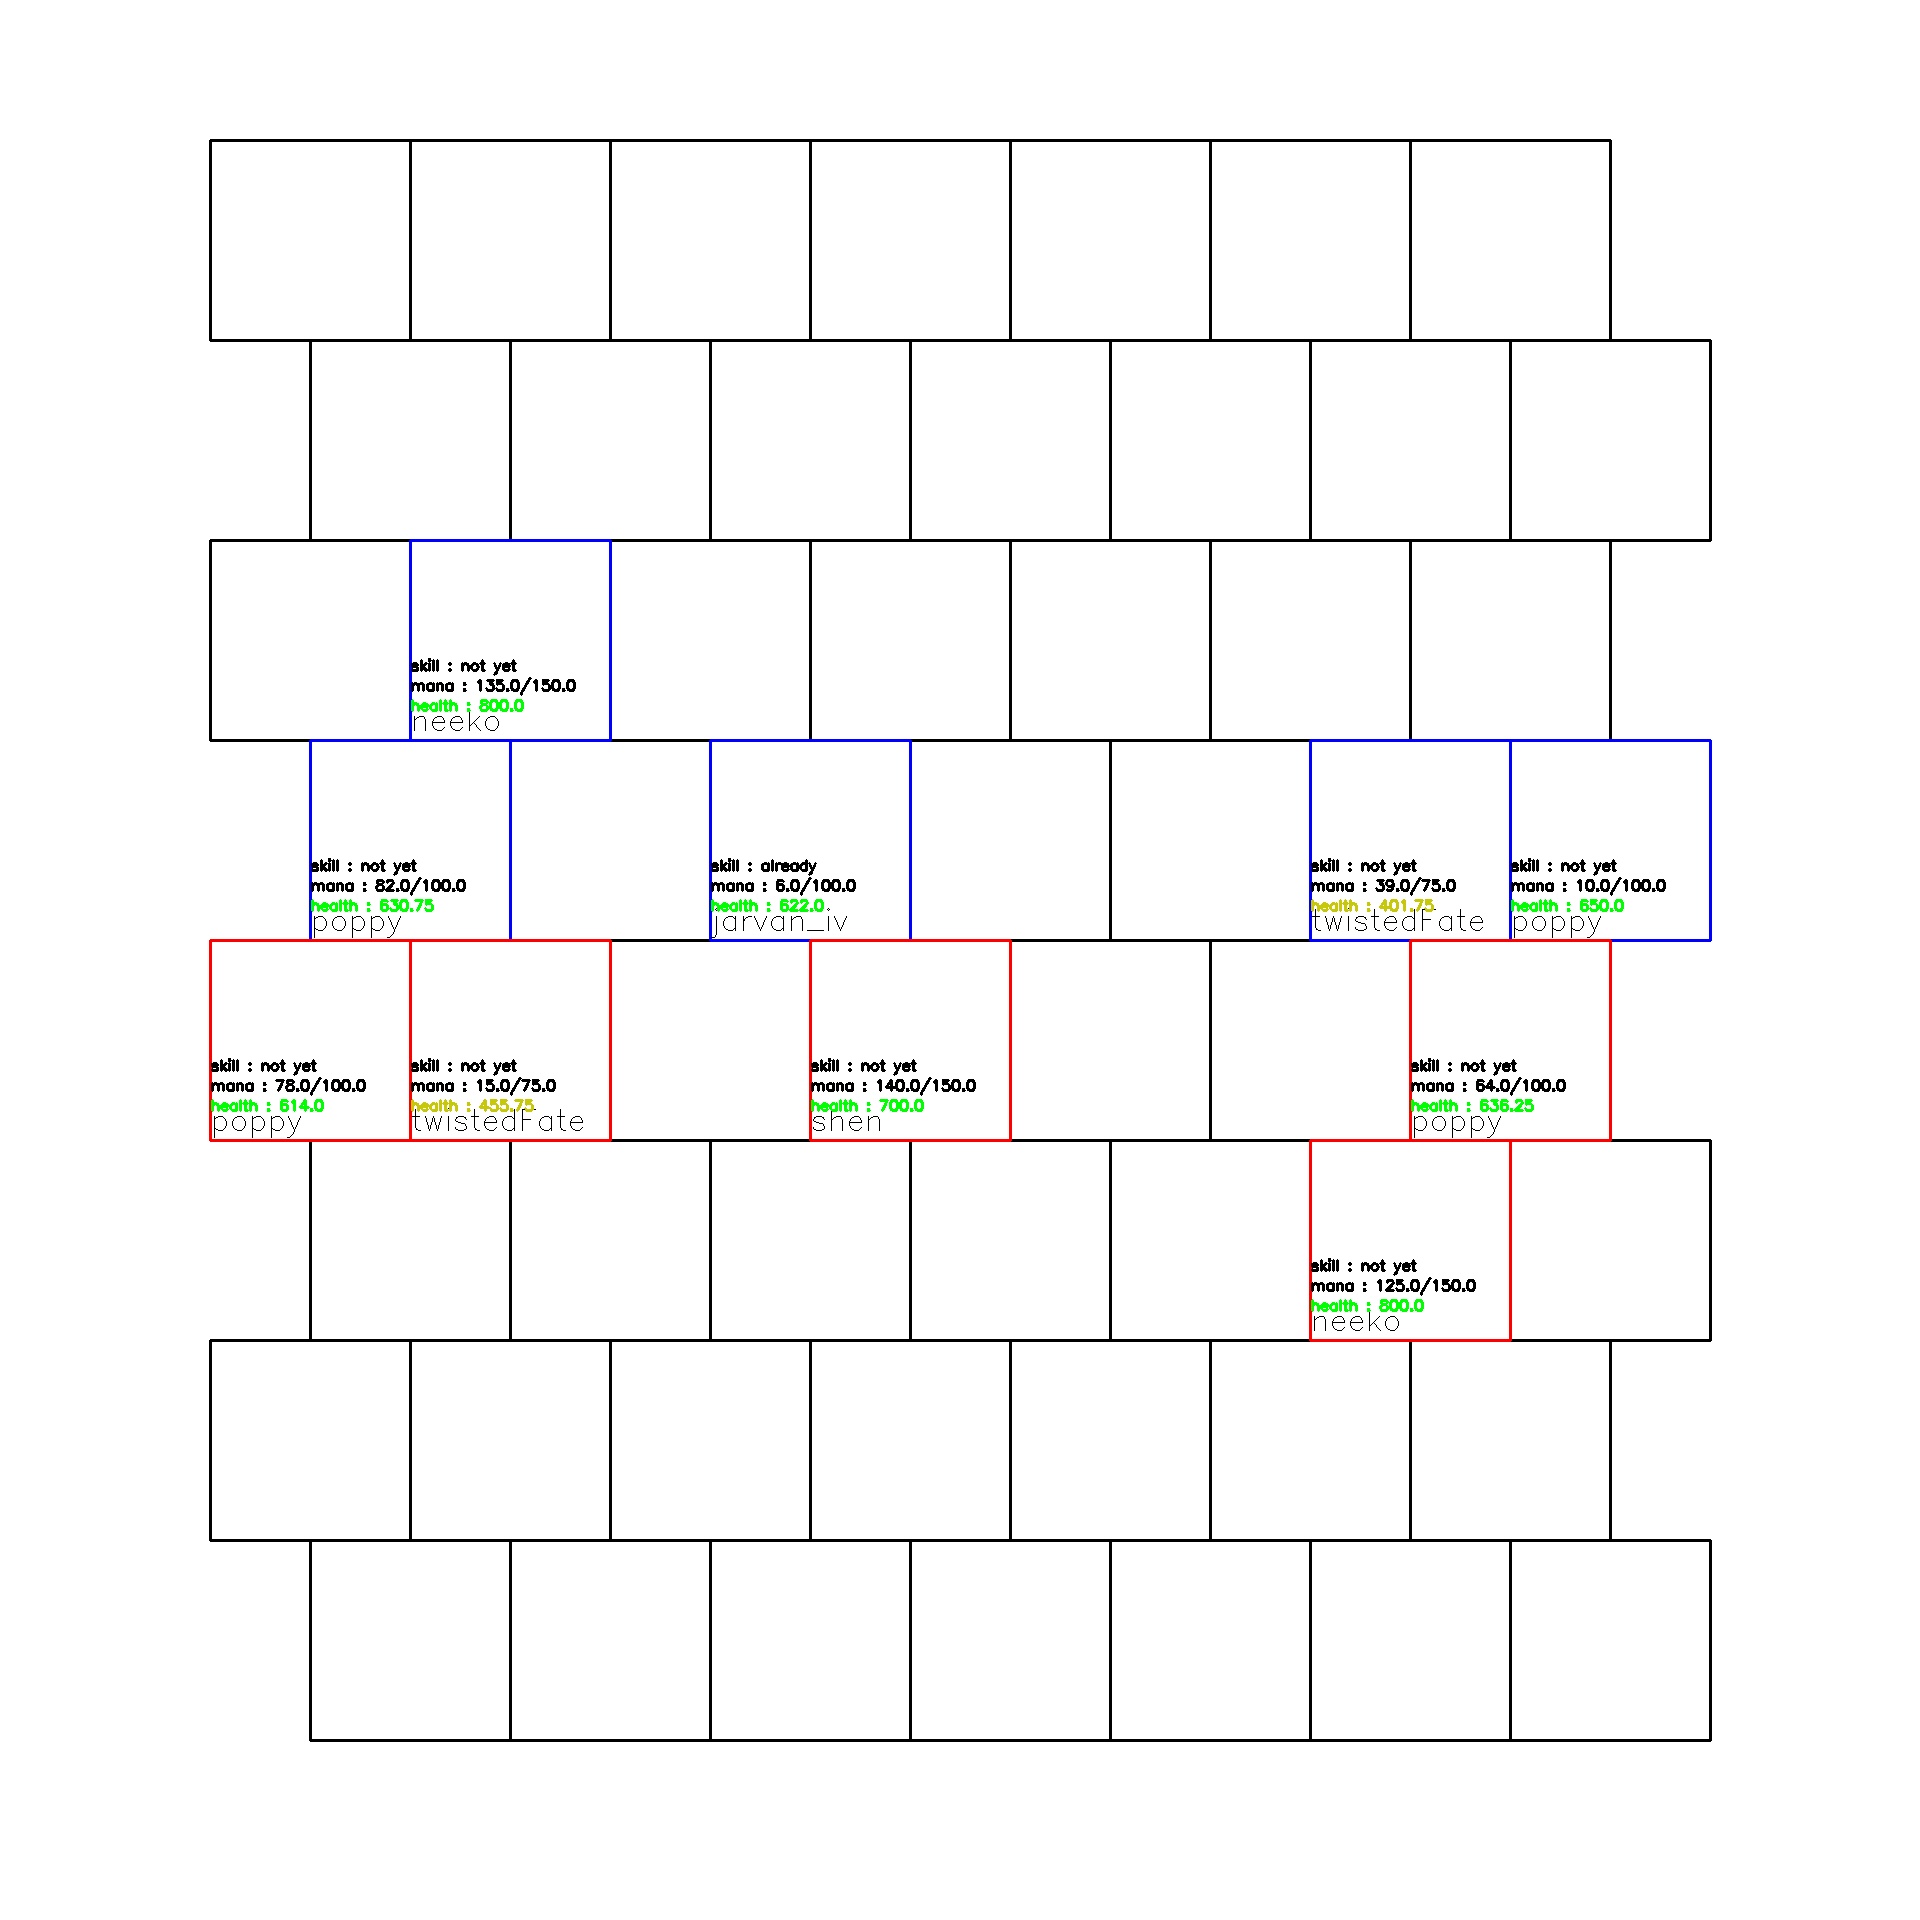 skill : not yet
mana : 135.0/150.0
health : 800.0
neeko
skill : not yet
mana : 82.0/100.0
health : 630.75
poppy
skill : already
mana : 6.0/100.0
health : 622.0
jarvan_iv
skill : not yet
mana : 39.0/75.0
health : 401.75
twistedFate
skill : not yet
mana : 10.0/100.0
health : 650.0
poppy
skill : not yet
mana : 78.0/100.0
health : 614.0
poppy
skill : not yet
mana : 15.0/75.0
health : 455.75
twistedFate
skill : not yet
mana : 140.0/150.0
health : 700.0
shen
skill : not yet
mana : 64.0/100.0
health : 636.25
poppy
skill : not yet
mana : 125.0/150.0
health : 800.0
neeko